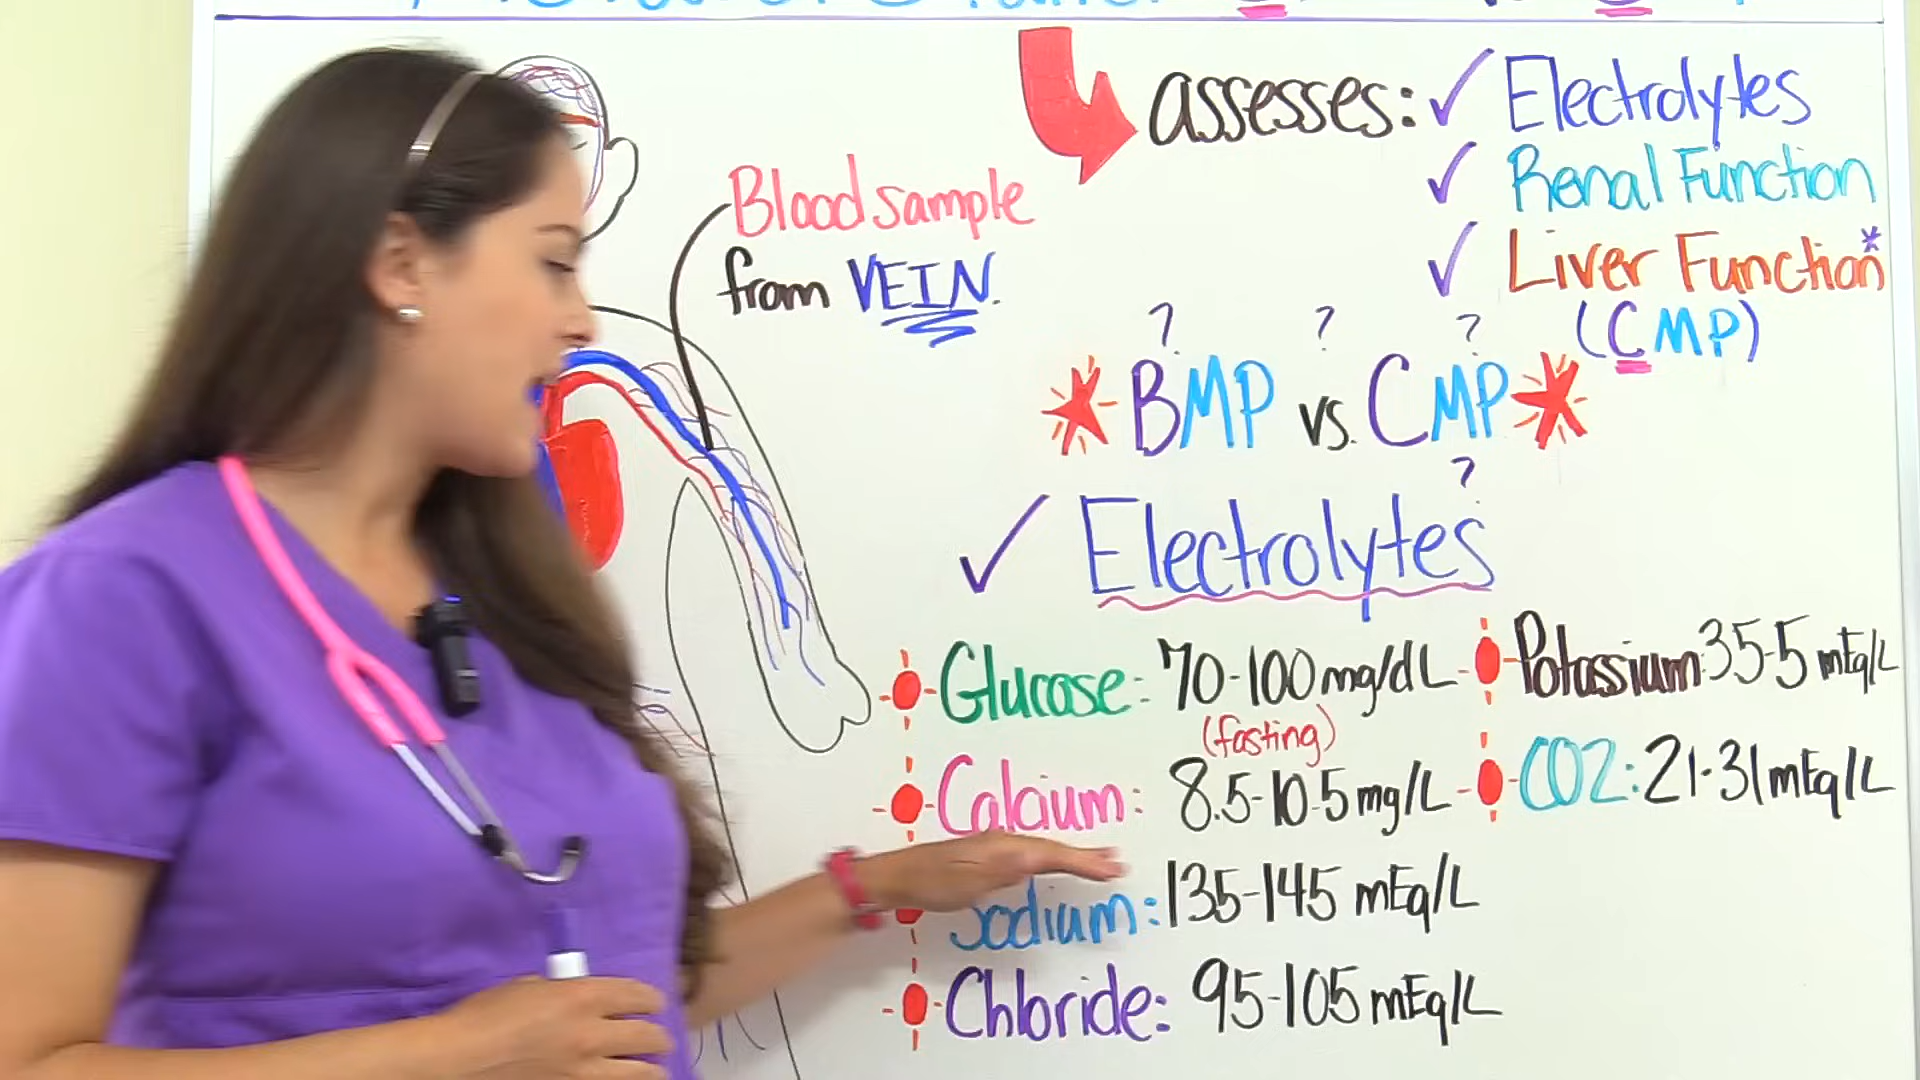 assesses: ✓ Electrolytes
✓ Renal Function
✓ Liver Function*
(CMP)
Blood sample
from VEIN.
? ? ?
BMP vs. CMP
?
✓ Electrolytes
Glucose: 70-100 mg/dL
(fasting)
Calcium: 8.5-10.5 mg/L
Sodium: 135-145 mEq/L
Chloride: 95-105 mEq/L
Potassium: 3.5-5 mEq/L
CO2: 21-31 mEq/L